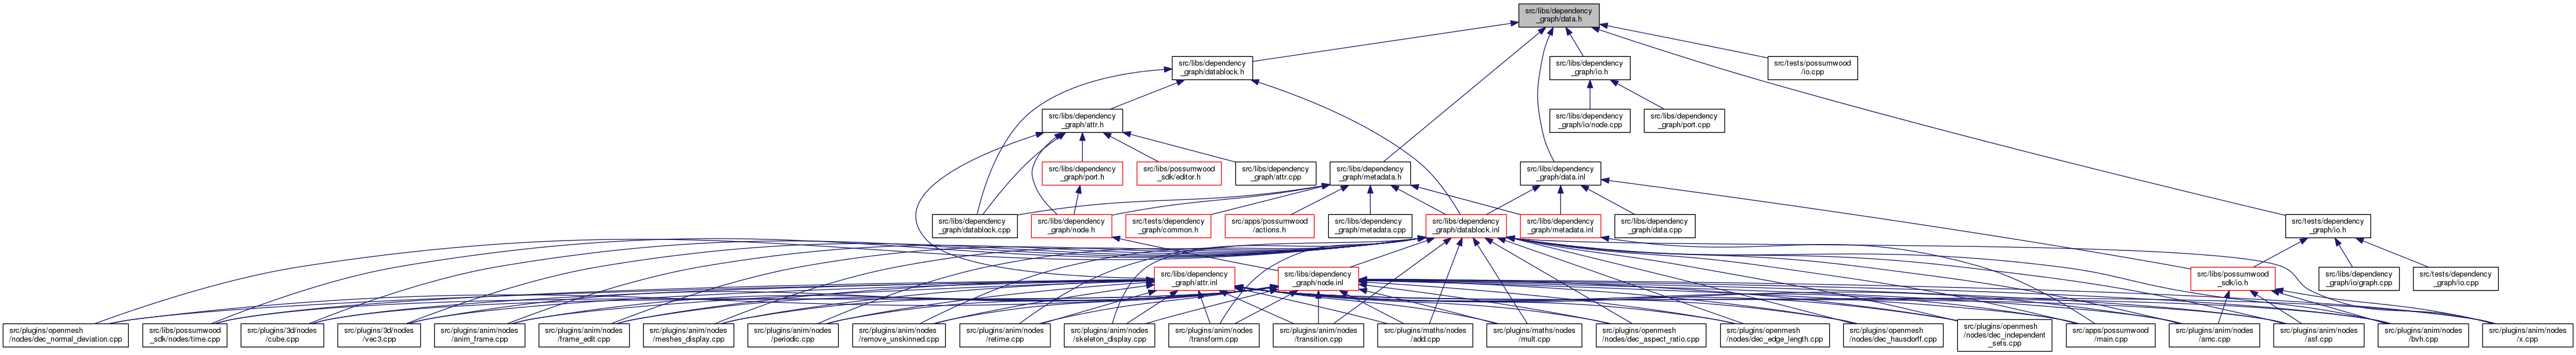 src/libs/dependency
_graph/data.h
src/libs/dependency
_graph/datablock.h
src/libs/dependency
_graph/io.h
src/tests/possumwood
/io.cpp
src/libs/dependency
_graph/attr.h
src/libs/dependency
_graph/io/node.cpp
src/libs/dependency
_graph/port.cpp
src/libs/dependency
_graph/port.h
src/libs/possumwood
_sdk/editor.h
src/libs/dependency
_graph/attr.cpp
src/libs/dependency
_graph/metadata.h
src/libs/dependency
_graph/data.inl
src/libs/dependency
_graph/datablock.cpp
src/libs/dependency
_graph/node.h
src/tests/dependency
_graph/common.h
src/apps/possumwood
/actions.h
src/libs/dependency
_graph/metadata.cpp
src/libs/dependency
_graph/datablock.inl
src/libs/dependency
_graph/metadata.inl
src/libs/dependency
_graph/data.cpp
src/tests/dependency
_graph/io.h
src/libs/dependency
_graph/attr.inl
src/libs/dependency
_graph/node.inl
src/libs/possumwood
_sdk/io.h
src/libs/dependency
_graph/io/graph.cpp
src/tests/dependency
_graph/io.cpp
src/plugins/openmesh
/nodes/dec_normal_deviation.cpp
src/libs/possumwood
_sdk/nodes/time.cpp
src/plugins/3d/nodes
/cube.cpp
src/plugins/3d/nodes
/vec3.cpp
src/plugins/anim/nodes
/anim_frame.cpp
src/plugins/anim/nodes
/frame_edit.cpp
src/plugins/anim/nodes
/meshes_display.cpp
src/plugins/anim/nodes
/periodic.cpp
src/plugins/anim/nodes
/remove_unskinned.cpp
src/plugins/anim/nodes
/retime.cpp
src/plugins/anim/nodes
/skeleton_display.cpp
src/plugins/anim/nodes
/transform.cpp
src/plugins/anim/nodes
/transition.cpp
src/plugins/maths/nodes
/add.cpp
src/plugins/maths/nodes
/mult.cpp
src/plugins/openmesh
/nodes/dec_aspect_ratio.cpp
src/plugins/openmesh
/nodes/dec_edge_length.cpp
src/plugins/openmesh
/nodes/dec_hausdorff.cpp
src/plugins/openmesh
/nodes/dec_independent
_sets.cpp
src/apps/possumwood
/main.cpp
src/plugins/anim/nodes
/amc.cpp
src/plugins/anim/nodes
/asf.cpp
src/plugins/anim/nodes
/bvh.cpp
src/plugins/anim/nodes
/x.cpp